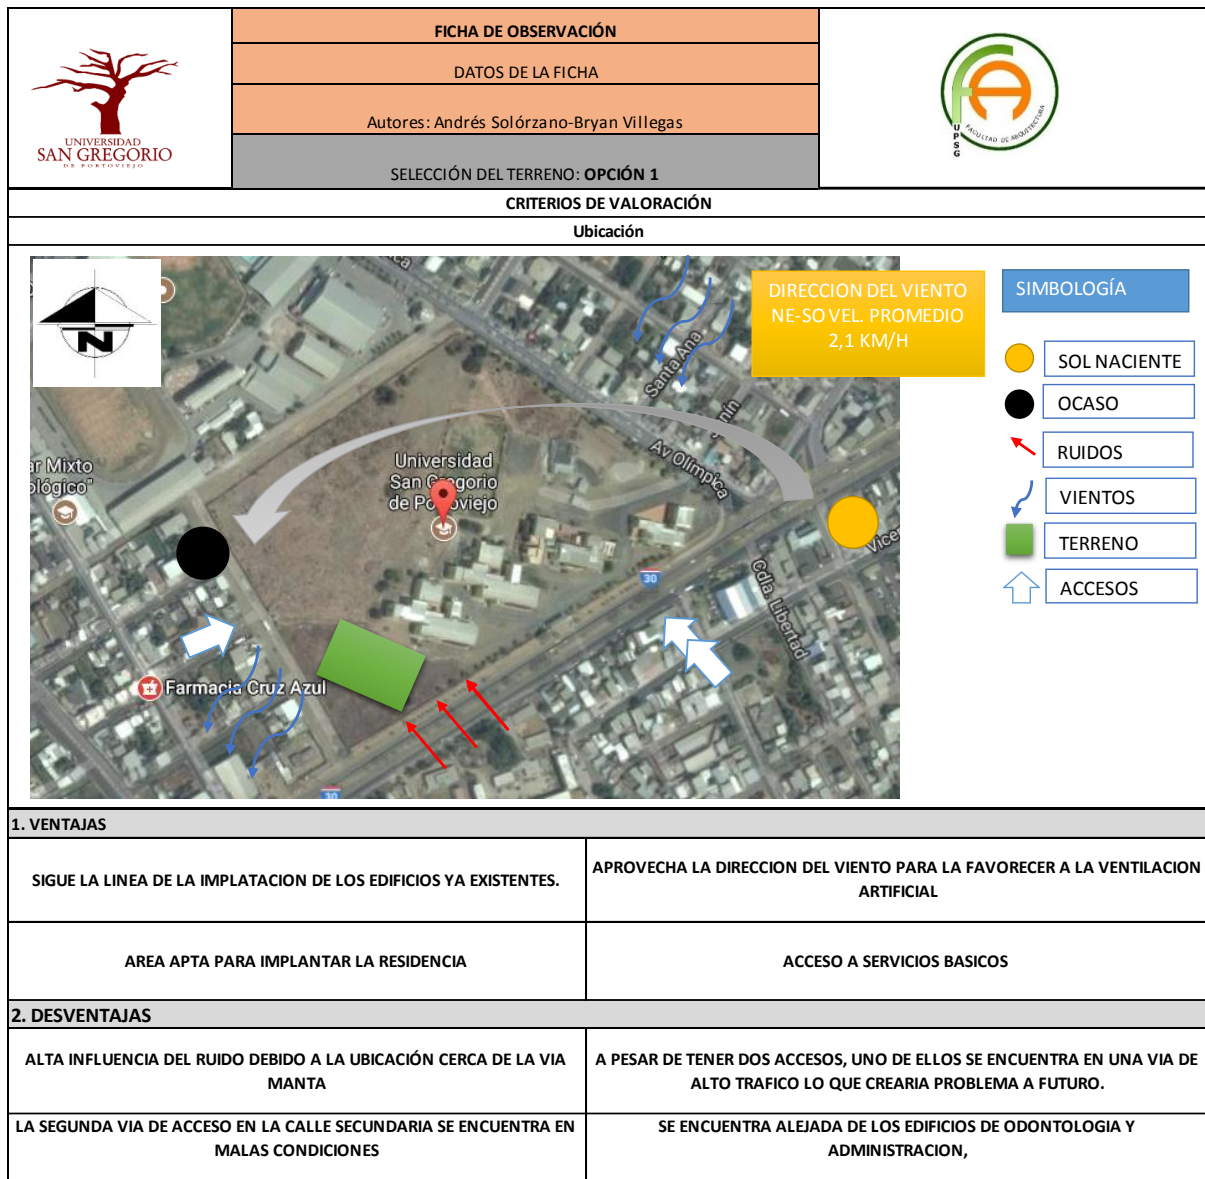 FICHA DE OBSERVACIÓN
DATOS DE LA FICHA
Autores: Andrés Solórzano-Bryan Villegas
SELECCIÓN DEL TERRENO: OPCIÓN 1
UNIVERSIDAD
SAN GREGORIO
DE PORTOVIEJO
UPSG
FACULTAD DE ARQUITECTURA
CRITERIOS DE VALORACIÓN
Ubicación
N
DIRECCION DEL VIENTO
NE-SO VEL. PROMEDIO
2,1 KM/H
SIMBOLOGÍA
SOL NACIENTE
OCASO
RUIDOS
VIENTOS
TERRENO
ACCESOS
Santa Ana
Av Olímpica
ar Mixto
ológico"
Universidad
San Gregorio
de Portoviejo
30
Cdla. Libertad
Vice
Farmacia Cruz Azul
30
1. VENTAJAS
SIGUE LA LINEA DE LA IMPLATACION DE LOS EDIFICIOS YA EXISTENTES.
APROVECHA LA DIRECCION DEL VIENTO PARA LA FAVORECER A LA VENTILACION
ARTIFICIAL
AREA APTA PARA IMPLANTAR LA RESIDENCIA
ACCESO A SERVICIOS BASICOS
2. DESVENTAJAS
ALTA INFLUENCIA DEL RUIDO DEBIDO A LA UBICACIÓN CERCA DE LA VIA
MANTA
A PESAR DE TENER DOS ACCESOS, UNO DE ELLOS SE ENCUENTRA EN UNA VIA DE
ALTO TRAFICO LO QUE CREARIA PROBLEMA A FUTURO.
LA SEGUNDA VIA DE ACCESO EN LA CALLE SECUNDARIA SE ENCUENTRA EN
MALAS CONDICIONES
SE ENCUENTRA ALEJADA DE LOS EDIFICIOS DE ODONTOLOGIA Y
ADMINISTRACION,